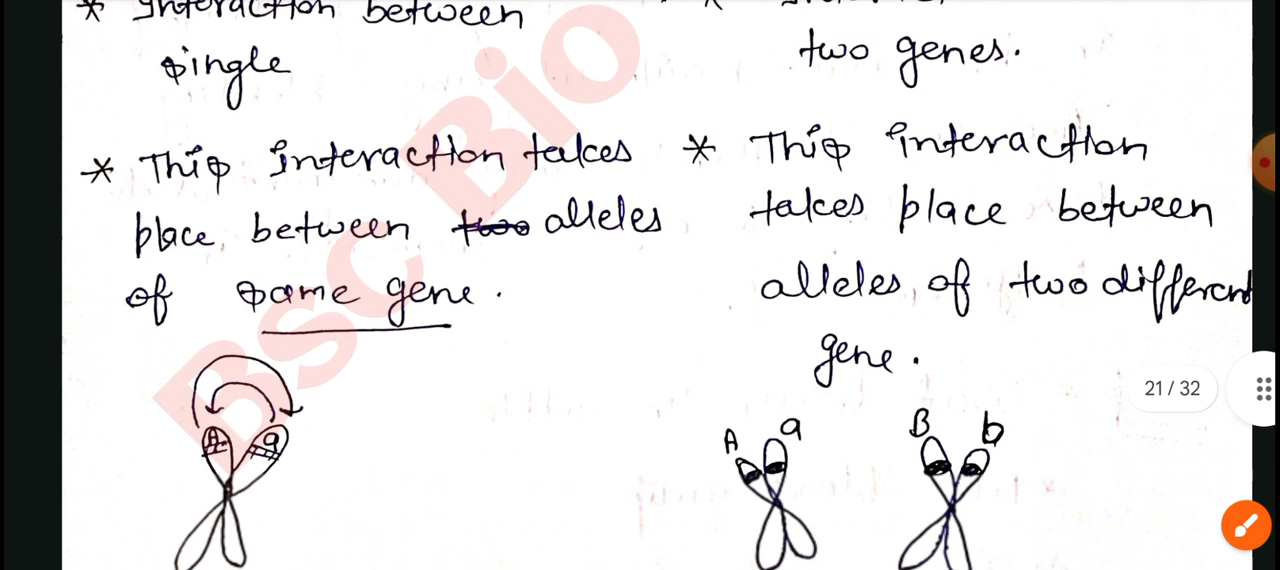 * Interaction between
single
* This interaction takes
place between two alleles
of same gene.
A a
two genes.
* This interaction
takes place between
alleles of two different
gene.
A a B b
Bsc Bio
21 / 32